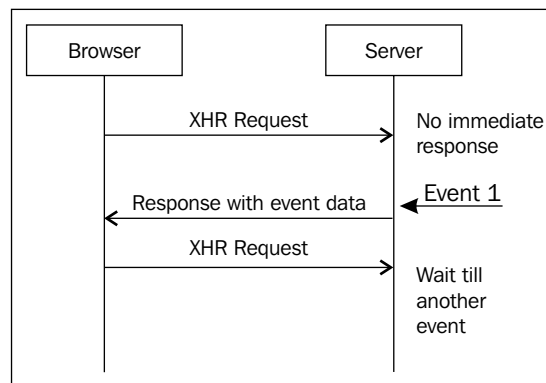 Browser
Server
XHR Request
No immediate
response
Event 1
Response with event data
XHR Request
Wait till
another
event